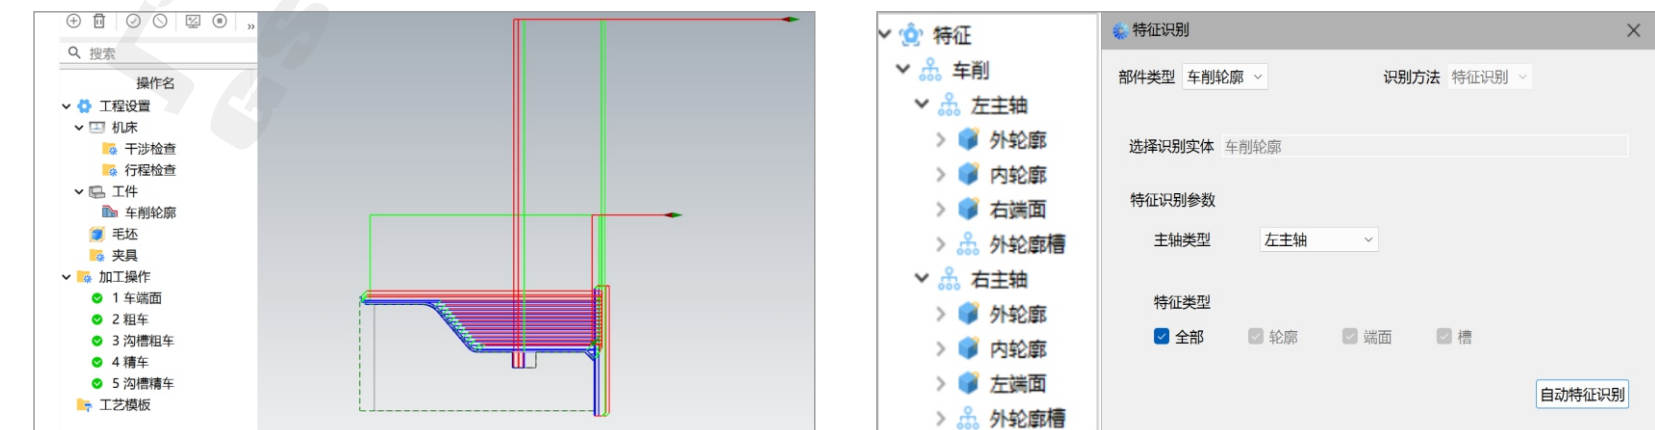 »
搜索
操作名
工程设置
机床
干涉检查
行程检查
工件
车削轮廓
毛坯
夹具
加工操作
1 车端面
2 粗车
3 沟槽粗车
4 精车
5 沟槽精车
工艺模板
特征
车削
左主轴
外轮廓
内轮廓
右端面
外轮廓槽
右主轴
外轮廓
内轮廓
左端面
外轮廓槽
特征识别
部件类型 车削轮廓 识别方法 特征识别
选择识别实体 车削轮廓
特征识别参数
主轴类型 左主轴
特征类型
全部 轮廓 端面 槽
自动特征识别